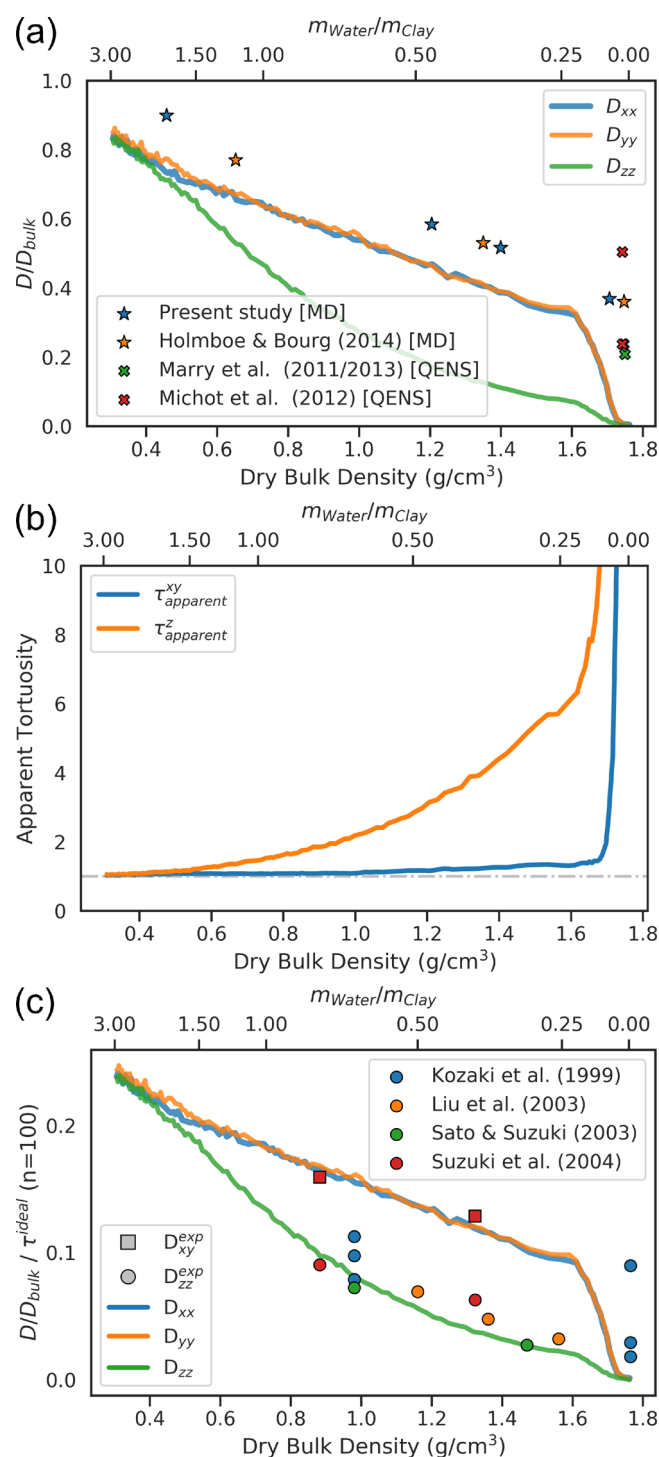 (a)
m_Water/m_Clay
3.00 1.50 1.00 0.50 0.25 0.00
1.0
0.8
0.6
0.4
0.2
0.0
D/D_bulk
D_xx
D_yy
D_zz
Present study [MD]
Holmboe & Bourg (2014) [MD]
Marry et al. (2011/2013) [QENS]
Michot et al. (2012) [QENS]
0.4 0.6 0.8 1.0 1.2 1.4 1.6 1.8
Dry Bulk Density (g/cm³)
(b)
m_Water/m_Clay
3.00 1.50 1.00 0.50 0.25 0.00
10
8
6
4
2
0
Apparent Tortuosity
τ^xy_apparent
τ^z_apparent
0.4 0.6 0.8 1.0 1.2 1.4 1.6 1.8
Dry Bulk Density (g/cm³)
(c)
m_Water/m_Clay
3.00 1.50 1.00 0.50 0.25 0.00
0.2
0.1
0.0
D/D_bulk / τ^ideal (n=100)
Kozaki et al. (1999)
Liu et al. (2003)
Sato & Suzuki (2003)
Suzuki et al. (2004)
D^exp_xy
D^exp_zz
D_xx
D_yy
D_zz
0.4 0.6 0.8 1.0 1.2 1.4 1.6 1.8
Dry Bulk Density (g/cm³)